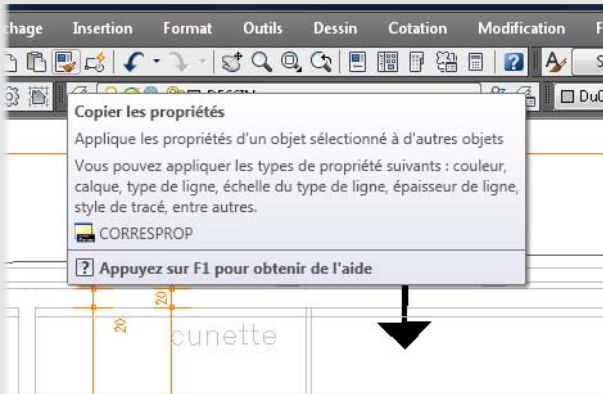 Insertion Format Outils Dessin Cotation Modification
Copier les propriétés
Applique les propriétés d'un objet sélectionné à d'autres objets
Vous pouvez appliquer les types de propriété suivants : couleur,
calque, type de ligne, échelle du type de ligne, épaisseur de ligne,
style de tracé, entre autres.
CORRESPROP
? Appuyez sur F1 pour obtenir de l'aide
20
20
cunette